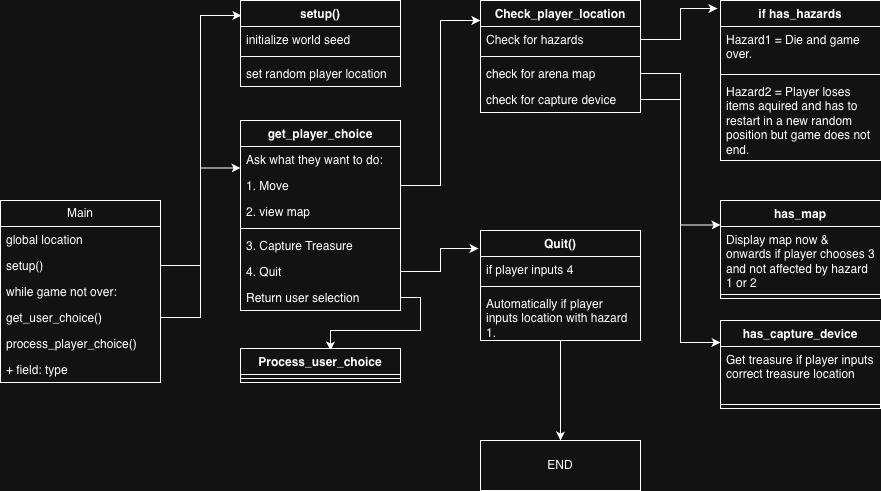 Main
global location
setup()
while game not over:
get_user_choice()
process_player_choice()
+ field: type
setup()
initialize world seed
set random player location
get_player_choice
Ask what they want to do:
1. Move
2. view map
3. Capture Treasure
4. Quit
Return user selection
Process_user_choice
Check_player_location
Check for hazards
check for arena map
check for capture device
Quit()
if player inputs 4
Automatically if player
inputs location with hazard
1.
END
if has_hazards
Hazard1 = Die and game
over.
Hazard2 = Player loses
items aquired and has to
restart in a new random
position but game does not
end.
has_map
Display map now &
onwards if player chooses 3
and not affected by hazard
1 or 2
has_capture_device
Get treasure if player inputs
correct treasure location